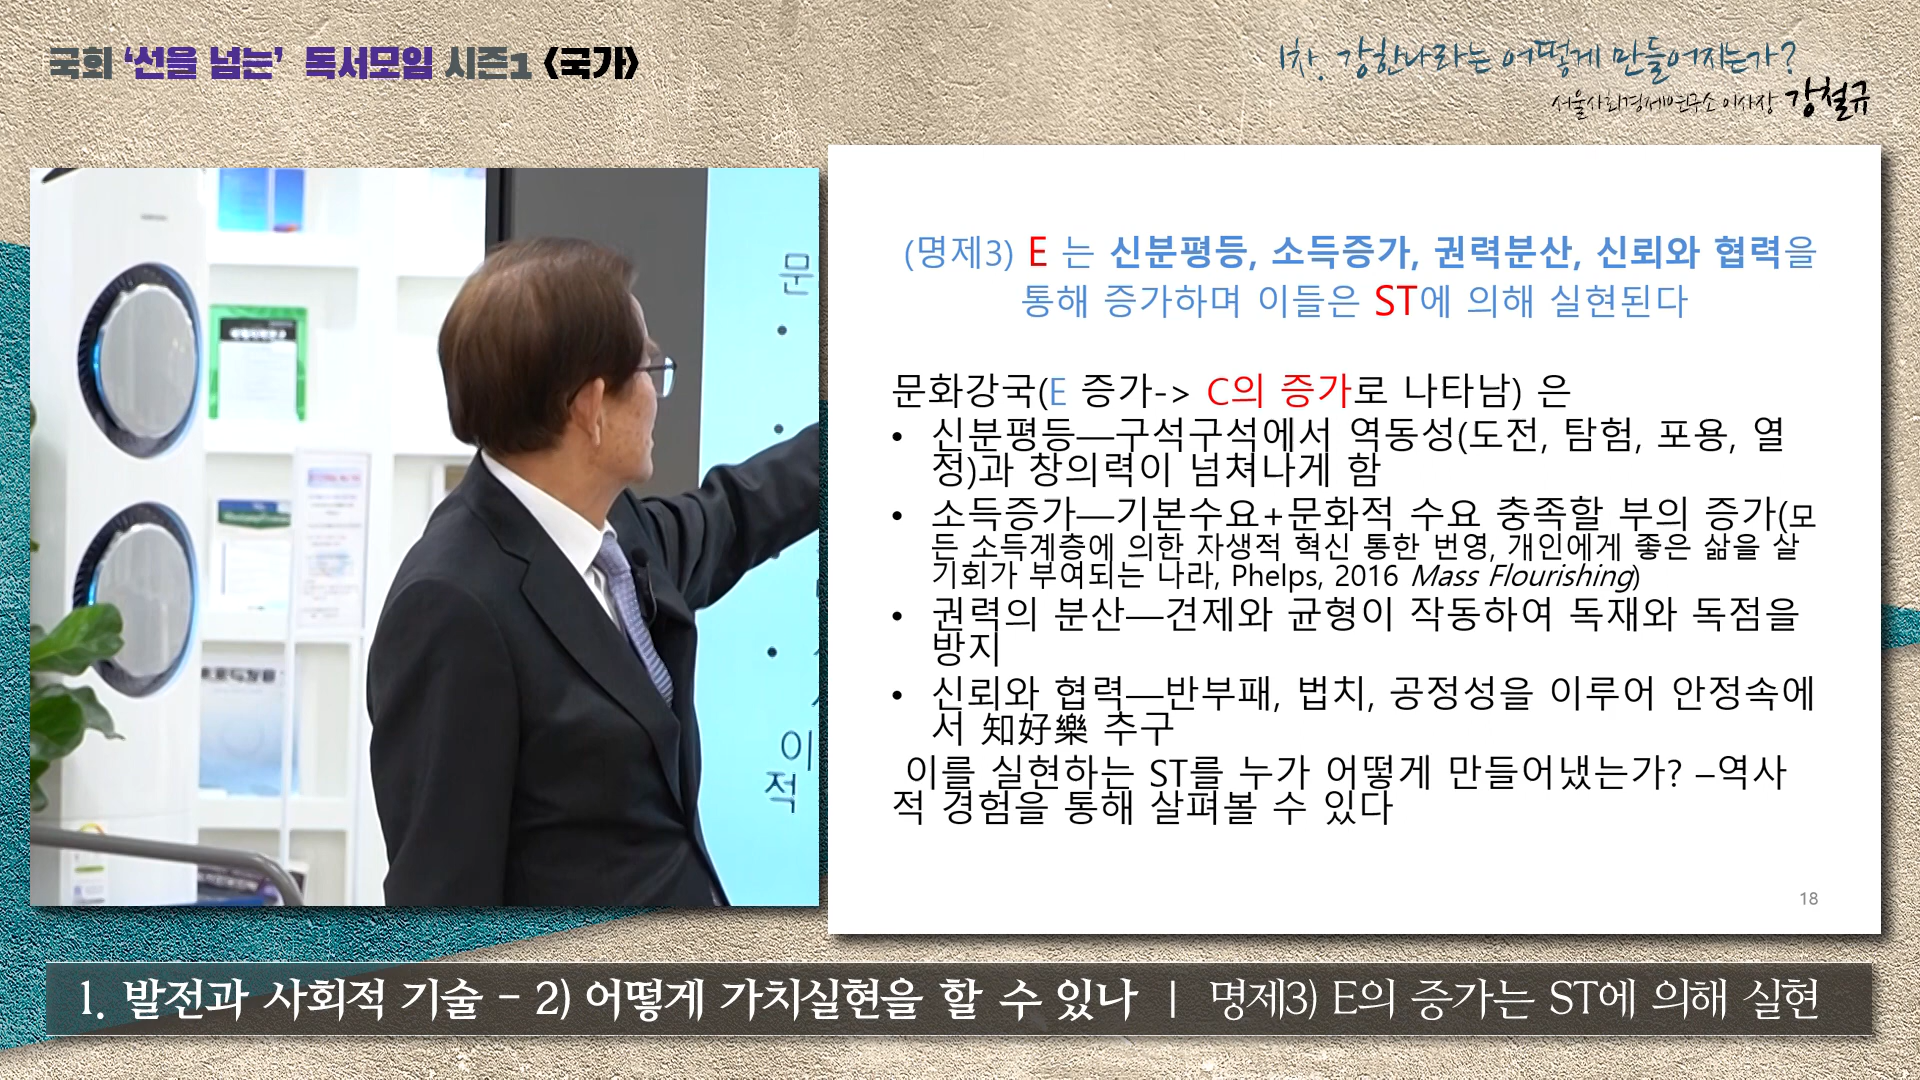 국회 ‘선을 넘는’ 독서모임 시즌1 <국가>
1차. 강한나라는 어떻게 만들어지는가?
서울사회경제연구소 이사장 강철규
문
이
적
(명제3) E 는 신분평등, 소득증가, 권력분산, 신뢰와 협력을
통해 증가하며 이들은 ST에 의해 실현된다
문화강국(E 증가-> C의 증가로 나타남) 은
• 신분평등—구석구석에서 역동성(도전, 탐험, 포용, 열
정)과 창의력이 넘쳐나게 함
• 소득증가—기본수요+문화적 수요 충족할 부의 증가(모
든 소득계층에 의한 자생적 혁신 통한 번영, 개인에게 좋은 삶을 살
기회가 부여되는 나라, Phelps, 2016 Mass Flourishing)
• 권력의 분산—견제와 균형이 작동하여 독재와 독점을
방지
• 신뢰와 협력—반부패, 법치, 공정성을 이루어 안정속에
서 知好樂 추구
이를 실현하는 ST를 누가 어떻게 만들어냈는가? –역사
적 경험을 통해 살펴볼 수 있다
18
1. 발전과 사회적 기술 - 2) 어떻게 가치실현을 할 수 있나 | 명제3) E의 증가는 ST에 의해 실현